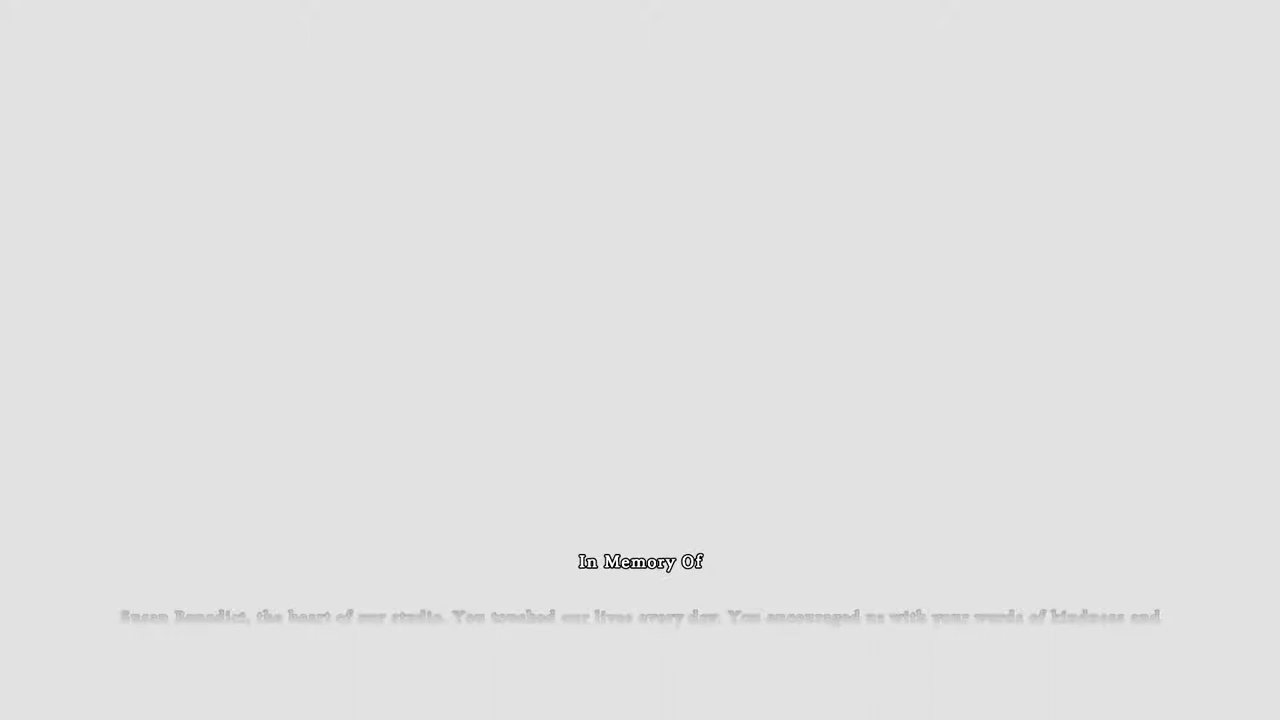 In Memory Of
Susan Benedict, the heart of our studio. You touched our lives every day. You encouraged us with your words of kindness and